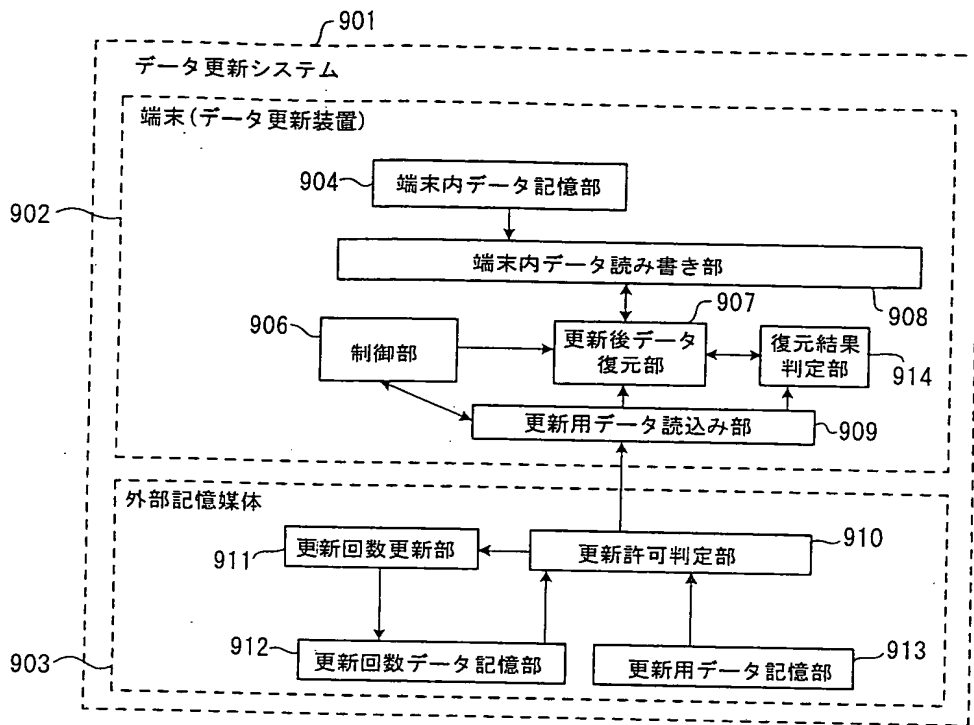 901
データ更新システム
端末(データ更新装置)
904
端末内データ記憶部
902
端末内データ読み書き部
908
907
906
制御部
更新後データ
復元部
復元結果
判定部
914
更新用データ読込み部
909
外部記憶媒体
911
更新回数更新部
更新許可判定部
910
912
更新回数データ記憶部
更新用データ記憶部
913
903